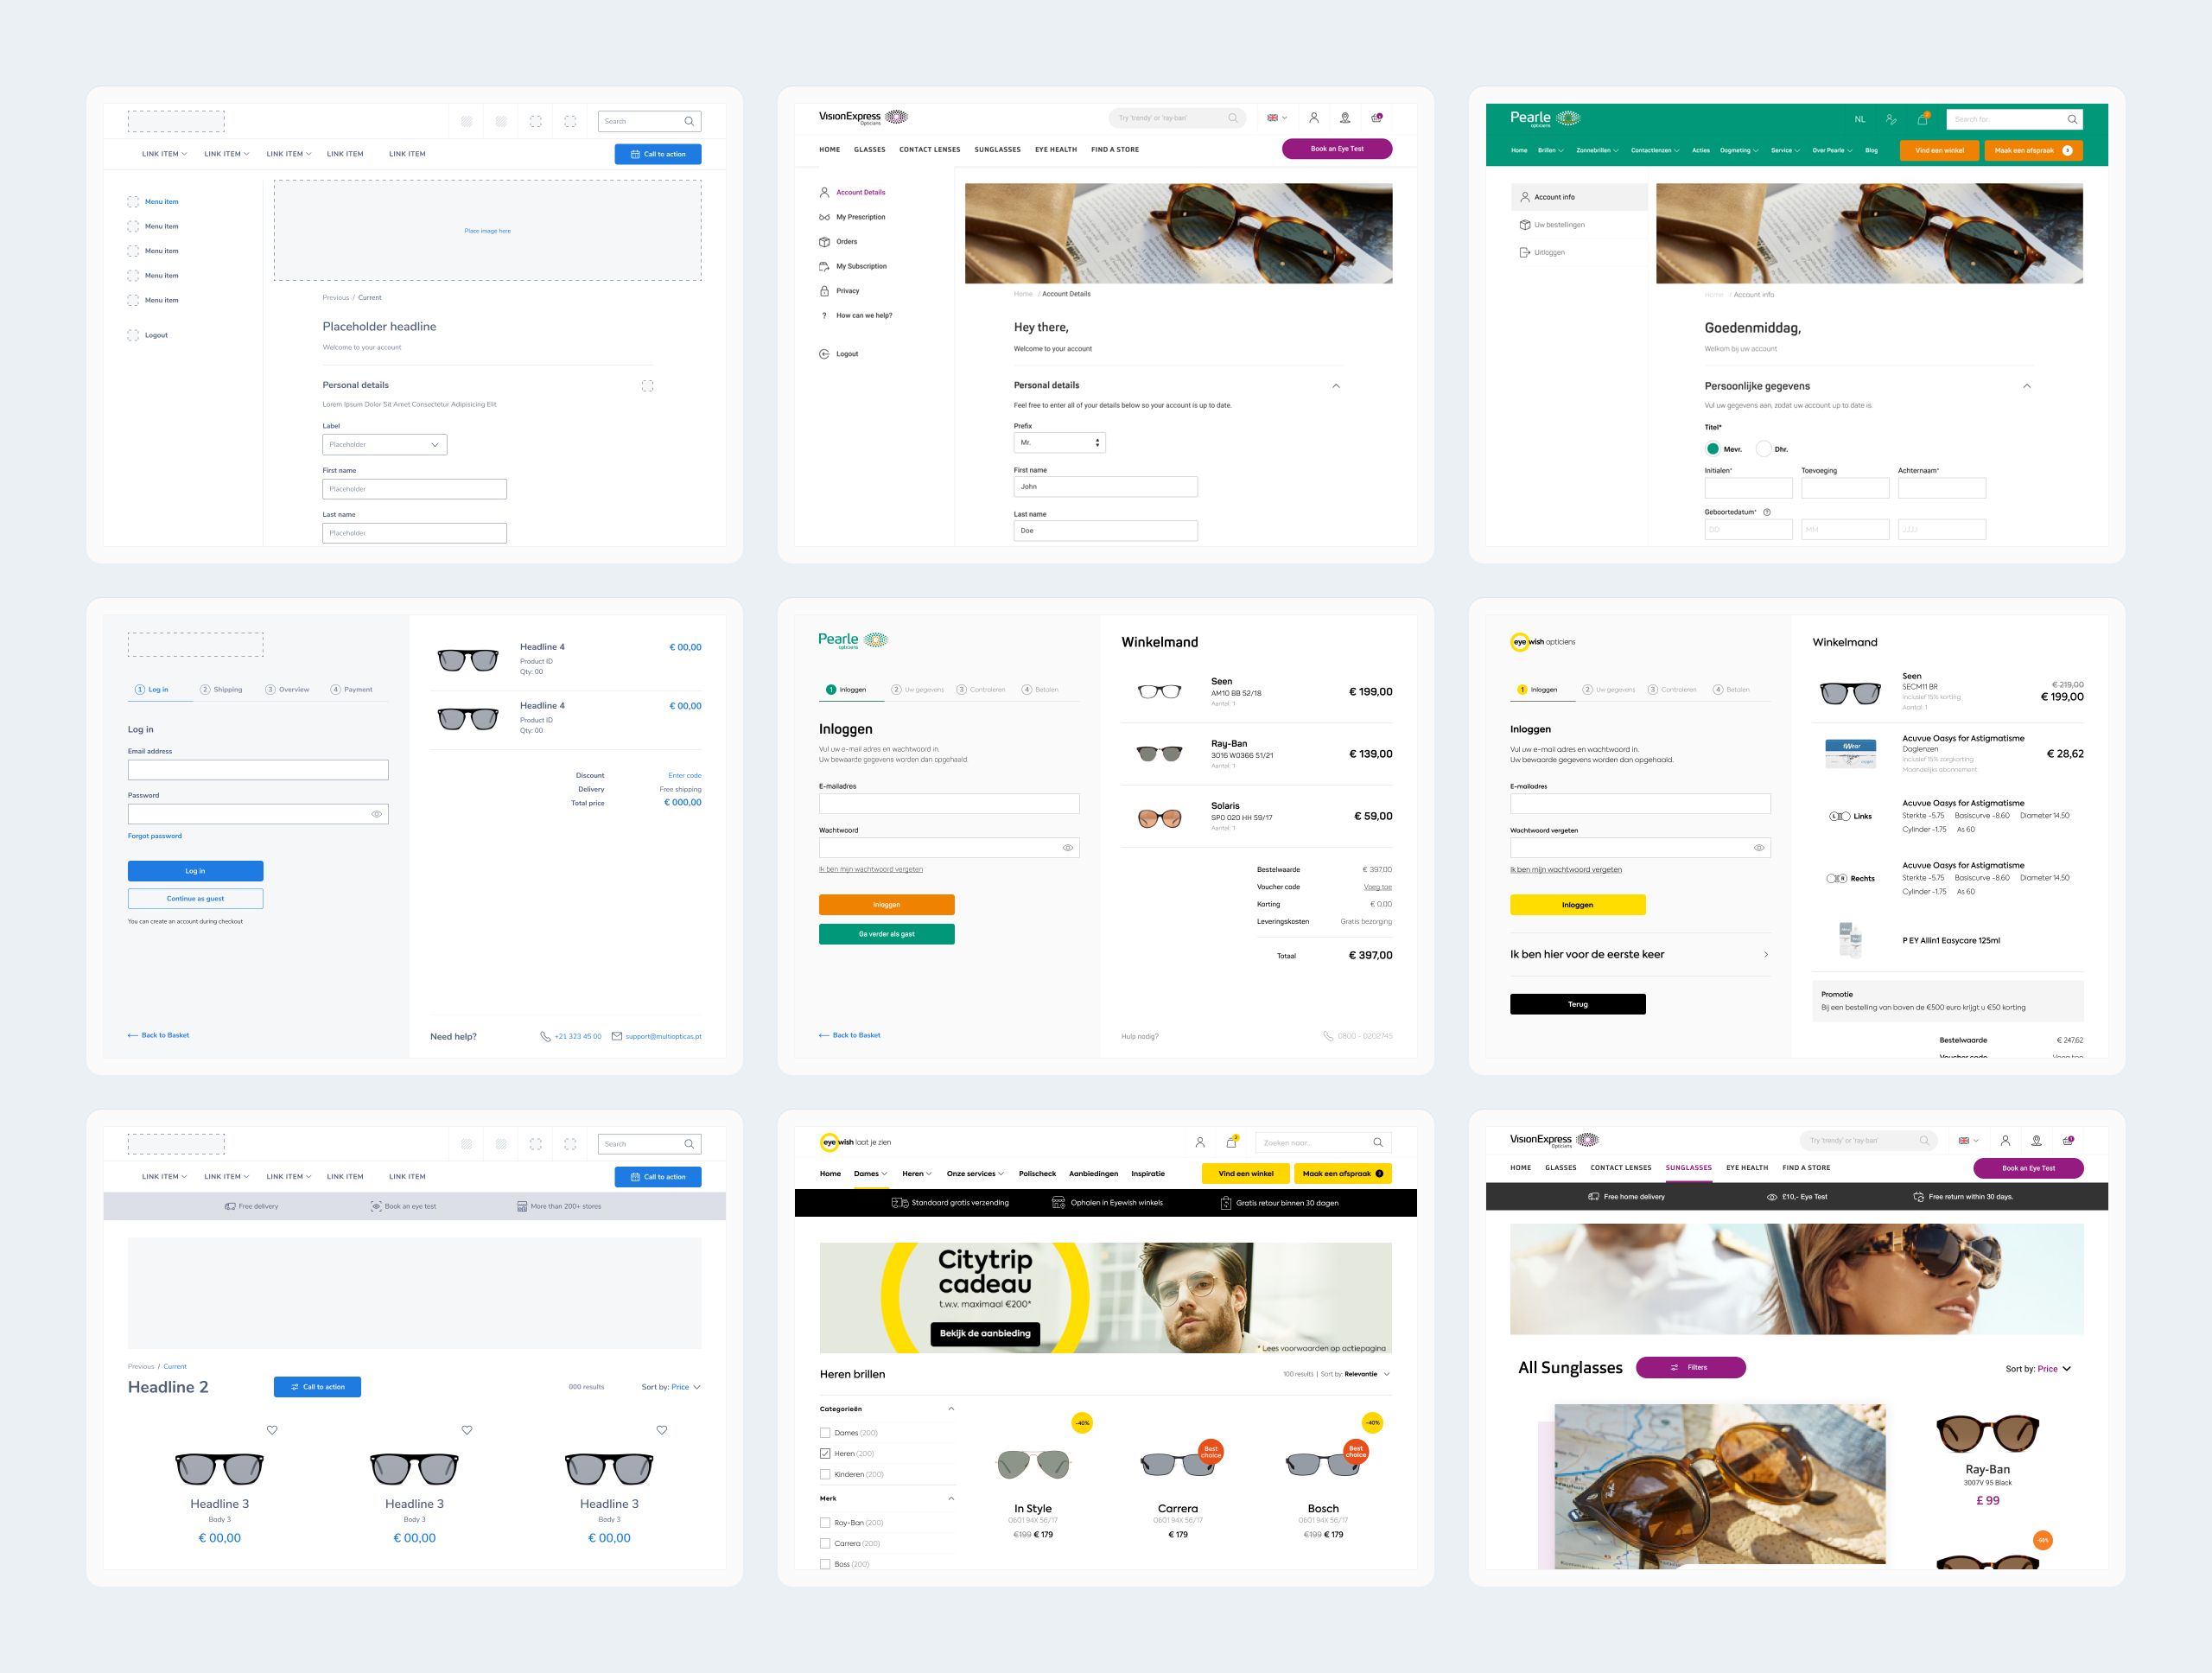 Search
LINK ITEM
LINK ITEM
LINK ITEM
LINK ITEM
LINK ITEM
Call to action
Menu item
Menu item
Menu item
Menu item
Menu item
Logout
Place image here
Previous / Current
Placeholder headline
Welcome to your account
Personal details
Lorem Ipsum Dolor Sit Amet Consectetur Adipisicing Elit
Label
Placeholder
First name
Placeholder
Last name
Placeholder
VisionExpress
Opticians
Try 'trendy' or 'ray-ban'
HOME
GLASSES
CONTACT LENSES
SUNGLASSES
EYE HEALTH
FIND A STORE
Book an Eye Test
Account Details
My Prescription
Orders
My Subscription
Privacy
? How can we help?
Logout
Home / Account Details
Hey there,
Welcome to your account
Personal details
Feel free to enter all of your details below so your account is up to date.
Prefix
Mr.
First name
John
Last name
Doe
Pearle
opticiens
NL
Search for..
Home
Brillen
Zonnebrillen
Contactlenzen
Acties
Oogmeting
Service
Over Pearle
Blog
Vind een winkel
Maak een afspraak
Account info
Uw bestellingen
Uitloggen
Home / Account info
Goedenmiddag,
Welkom bij uw account
Persoonlijke gegevens
Vul uw gegevens aan, zodat uw account up to date is.
Titel*
Mevr.
Dhr.
Initialen*
Toevoeging
Achternaam*
Geboortedatum*
DD
MM
JJJJ
1 Log in
2 Shipping
3 Overview
4 Payment
Log in
Email address
Password
Forgot password
Log in
Continue as guest
You can create an account during checkout
Back to Basket
Headline 4
€ 00,00
Product ID
Qty: 00
Headline 4
€ 00,00
Product ID
Qty: 00
Discount
Enter code
Delivery
Free shipping
Total price
€ 000,00
Need help?
+21 323 45 90
support@multiopticas.pt
Pearle
opticiens
1 Inloggen
2 Uw gegevens
3 Controleren
4 Betalen
Inloggen
Vul uw e-mail adres en wachtwoord in.
Uw bewaarde gegevens worden dan opgehaald.
E-mailadres
Wachtwoord
Ik ben mijn wachtwoord vergeten
Inloggen
Ga verder als gast
Back to Basket
Winkelmand
Seen
AM10 BB 52/18
Aantal: 1
€ 199,00
Ray-Ban
3016 W0366 51/21
Aantal: 1
€ 139,00
Solaris
SP0 020 HH 59/17
Aantal: 1
€ 59,00
Bestelwaarde
€ 397,00
Voucher code
Voeg toe
Korting
€ 0,00
Leveringskosten
Gratis bezorging
Totaal
€ 397,00
Hulp nodig?
0800 - 0202745
eye wish opticiens
1 Inloggen
2 Uw gegevens
3 Controleren
4 Betalen
Inloggen
Vul uw e-mail adres en wachtwoord in.
Uw bewaarde gegevens worden dan opgehaald.
E-mailadres
Wachtwoord vergeten
Ik ben mijn wachtwoord vergeten
Inloggen
Ik ben hier voor de eerste keer
Terug
Winkelmand
Seen
SECM11 BR
Inclusief 15% korting
Aantal: 1
€ 219,00
€ 199,00
Acuvue Oasys for Astigmatisme
Daglenzen
Inclusief 15% zorgkorting
Maandelijks abonnement
€ 28,62
L Links
Acuvue Oasys for Astigmatisme
Sterkte -5.75 Basiscurve -8.60 Diameter 14.50
Cylinder -1.75 As 60
R Rechts
Acuvue Oasys for Astigmatisme
Sterkte -5.75 Basiscurve -8.60 Diameter 14.50
Cylinder -1.75 As 60
P EY Allin1 Easycare 125ml
Promotie
Bij een bestelling van boven de €500 euro krijgt u €50 korting
Bestelwaarde
€ 247,62
Voucher code
Voeg toe
Search
LINK ITEM
LINK ITEM
LINK ITEM
LINK ITEM
LINK ITEM
Call to action
Free delivery
Book an eye test
More than 200+ stores
Previous / Current
Headline 2
Call to action
000 results
Sort by: Price
Headline 3
Body 3
€ 00,00
Headline 3
Body 3
€ 00,00
Headline 3
Body 3
€ 00,00
eye wish laat je zien
2
Zoeken naar...
Home
Dames
Heren
Onze services
Polischeck
Aanbiedingen
Inspiratie
Vind een winkel
Maak een afspraak
Standaard gratis verzending
Ophalen in Eyewish winkels
Gratis retour binnen 30 dagen
Citytrip
cadeau
t.w.v. maximaal €200*
Bekijk de aanbieding
* Lees voorwaarden op actiepagina
Heren brillen
100 results | Sort by: Relevantie
Categorieën
Dames (200)
Heren (200)
Kinderen (200)
Merk
Ray-Ban (200)
Carrera (200)
Boss (200)
-40%
In Style
0601 94X 56/17
€199 € 179
Best
choice
Carrera
0601 94X 56/17
€ 179
-40%
Best
choice
Bosch
0601 94X 56/17
€199 € 179
VisionExpress
Opticians
Try 'trendy' or 'ray-ban'
HOME
GLASSES
CONTACT LENSES
SUNGLASSES
EYE HEALTH
FIND A STORE
Book an Eye Test
Free home delivery
£10,- Eye Test
Free return within 30 days.
All Sunglasses
Filters
Sort by: Price
Ray-Ban
3007V 95 Black
£ 99